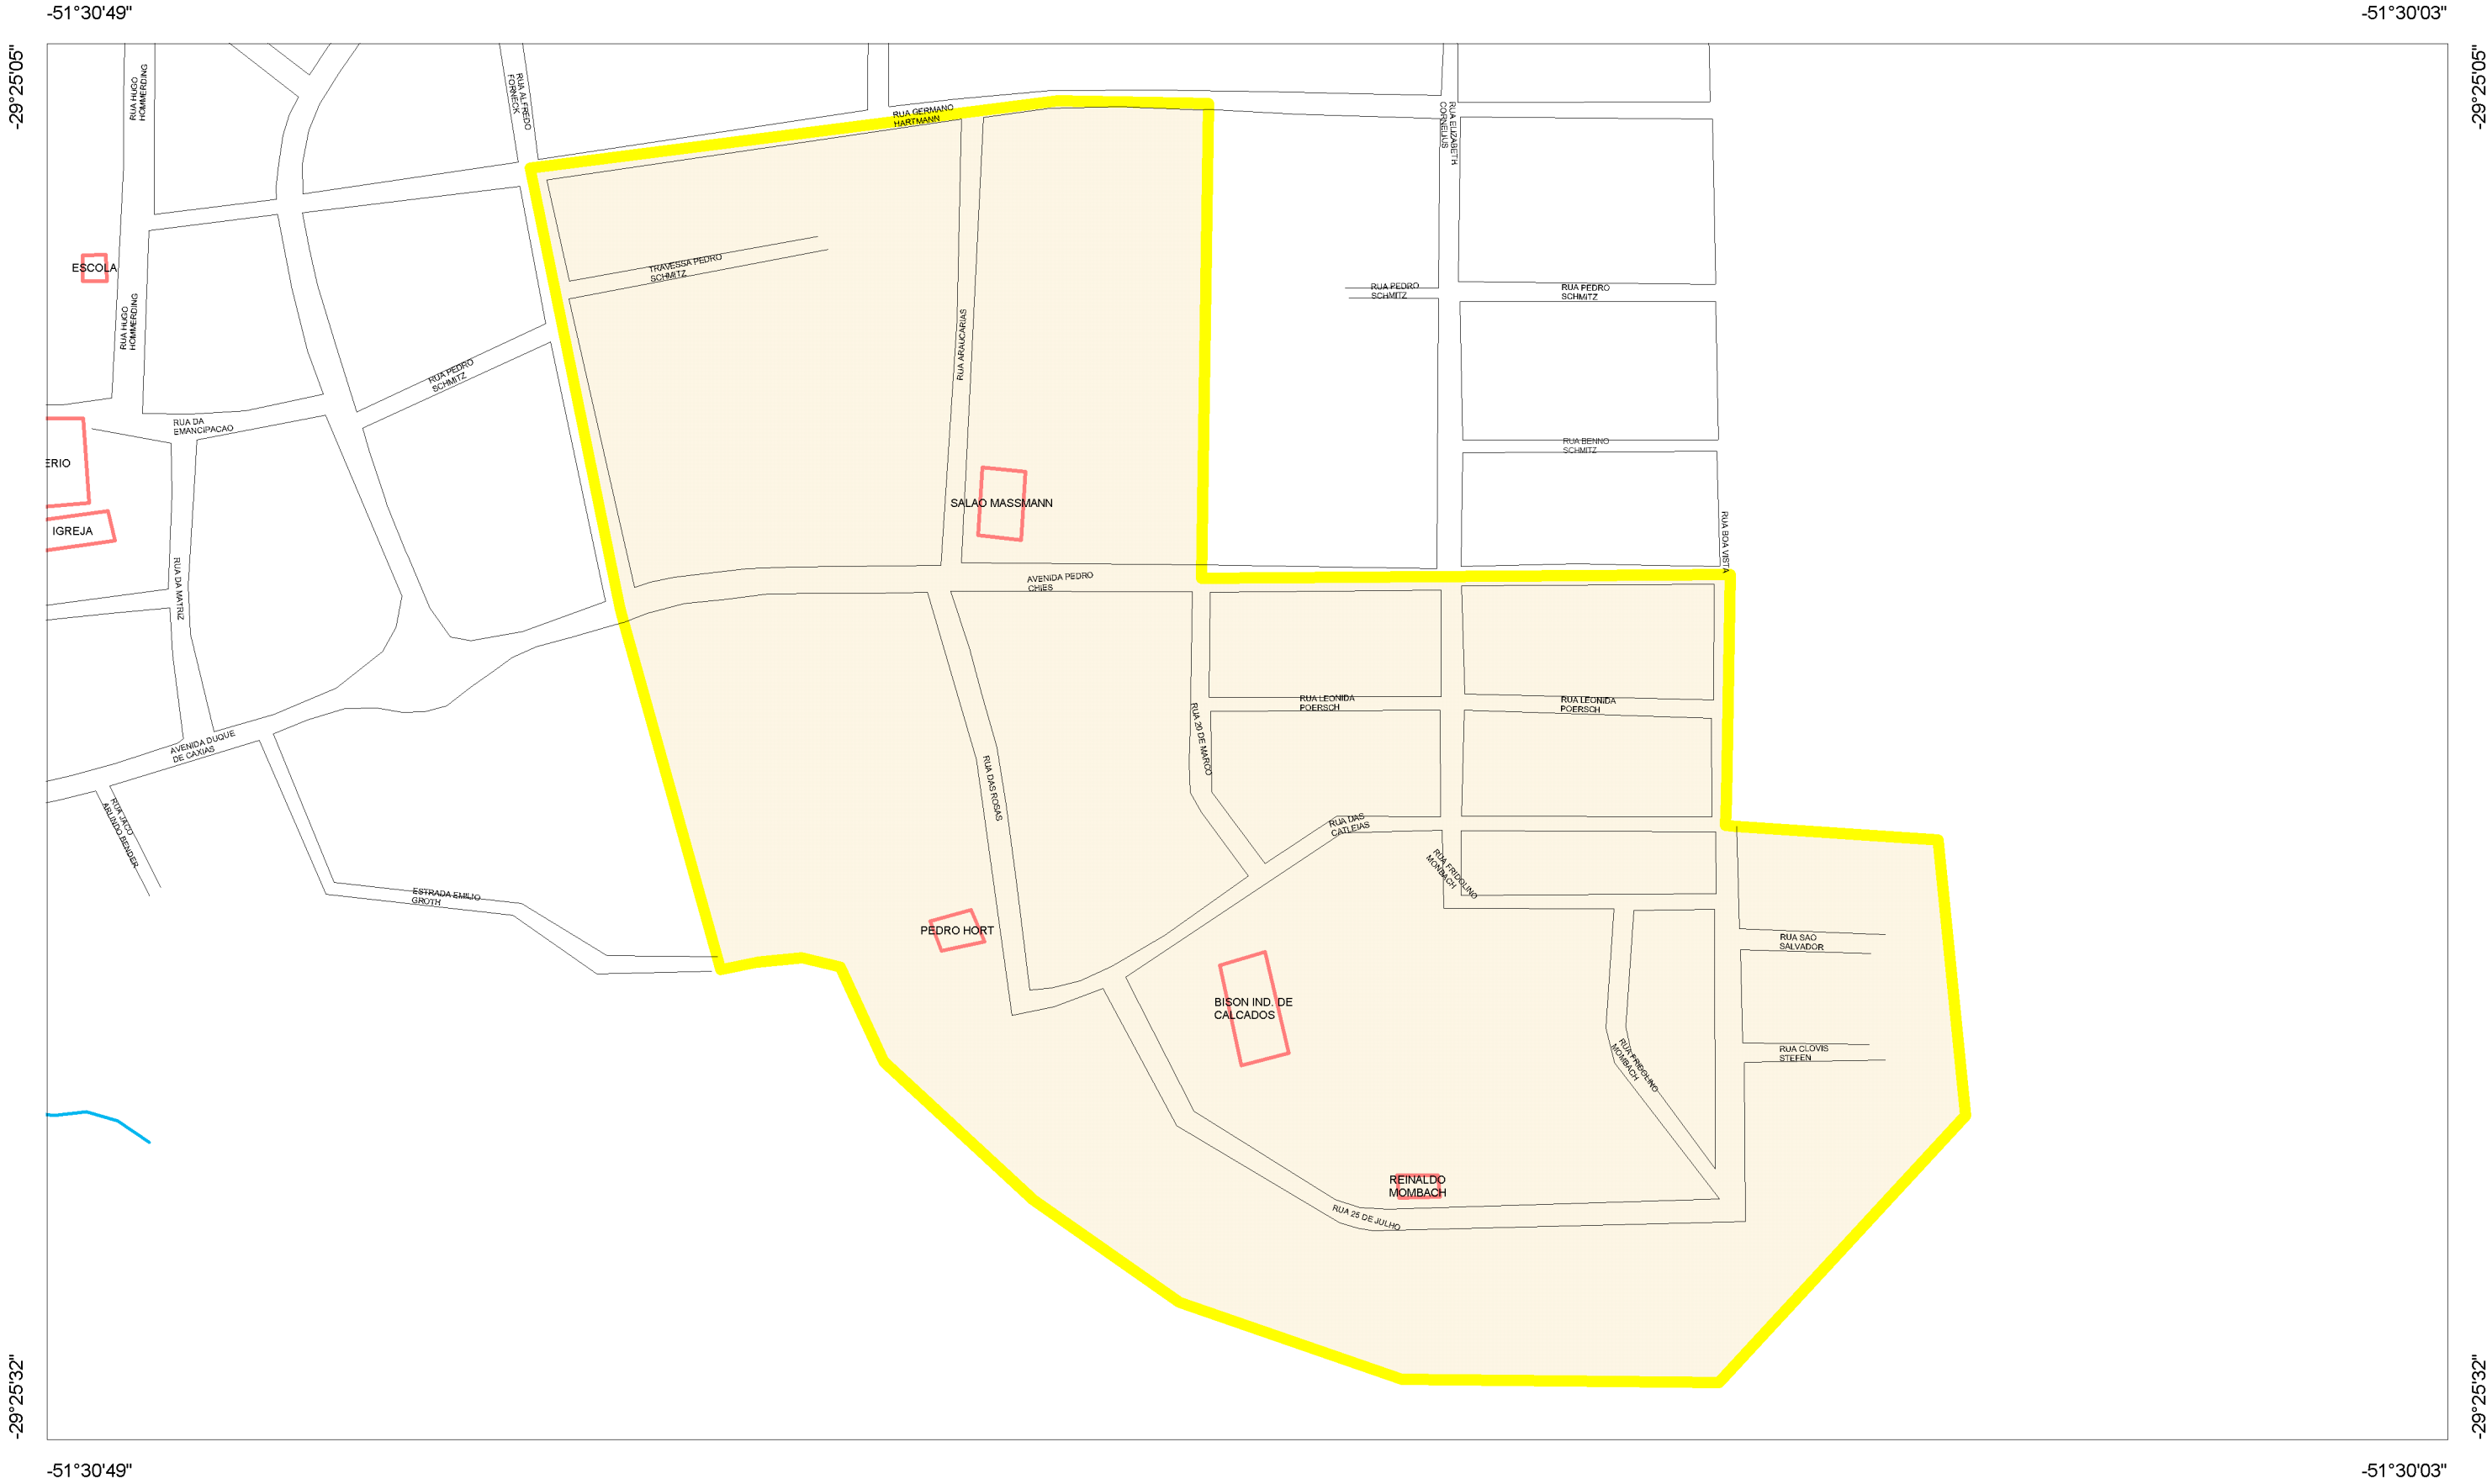 -51°30'49"
-51°30'03"
-29°25'05"
-29°25'05"
RUA HUGO
HOMMERDING
RUA ALFREDO
FORNECK
RUA GERMANO
HARTMANN
RUA ELIZABETH
CORNELIUS
ESCOLA
TRAVESSA PEDRO
SCHMITZ
RUA PEDRO
SCHMITZ
RUA PEDRO
SCHMITZ
RUA HUGO
HOMMERDING
RUA ARAUCARIAS
RUA PEDRO
SCHMITZ
RUA DA
EMANCIPACAO
RUA BENNO
SCHMITZ
ERIO
SALAO MASSMANN
IGREJA
RUA BOA VISTA
RUA DA MATRIZ
AVENIDA PEDRO
CHIES
RUA LEONIDA
POERSCH
RUA LEONIDA
POERSCH
RUA 20 DE MARCO
AVENIDA DUQUE
DE CAXIAS
RUA DAS ROSAS
RUA JACO
ARLINDO BENDER
RUA DAS
CATLEIAS
RUA FRIDOLINO
MOMBACH
ESTRADA EMILIO
GROTH
PEDRO HORT
RUA SAO
SALVADOR
BISON IND. DE
CALCADOS
RUA CLOVIS
STEFEN
RUA FRIDOLINO
MOMBACH
REINALDO
MOMBACH
RUA 25 DE JULHO
-29°25'32"
-29°25'32"
-51°30'49"
-51°30'03"